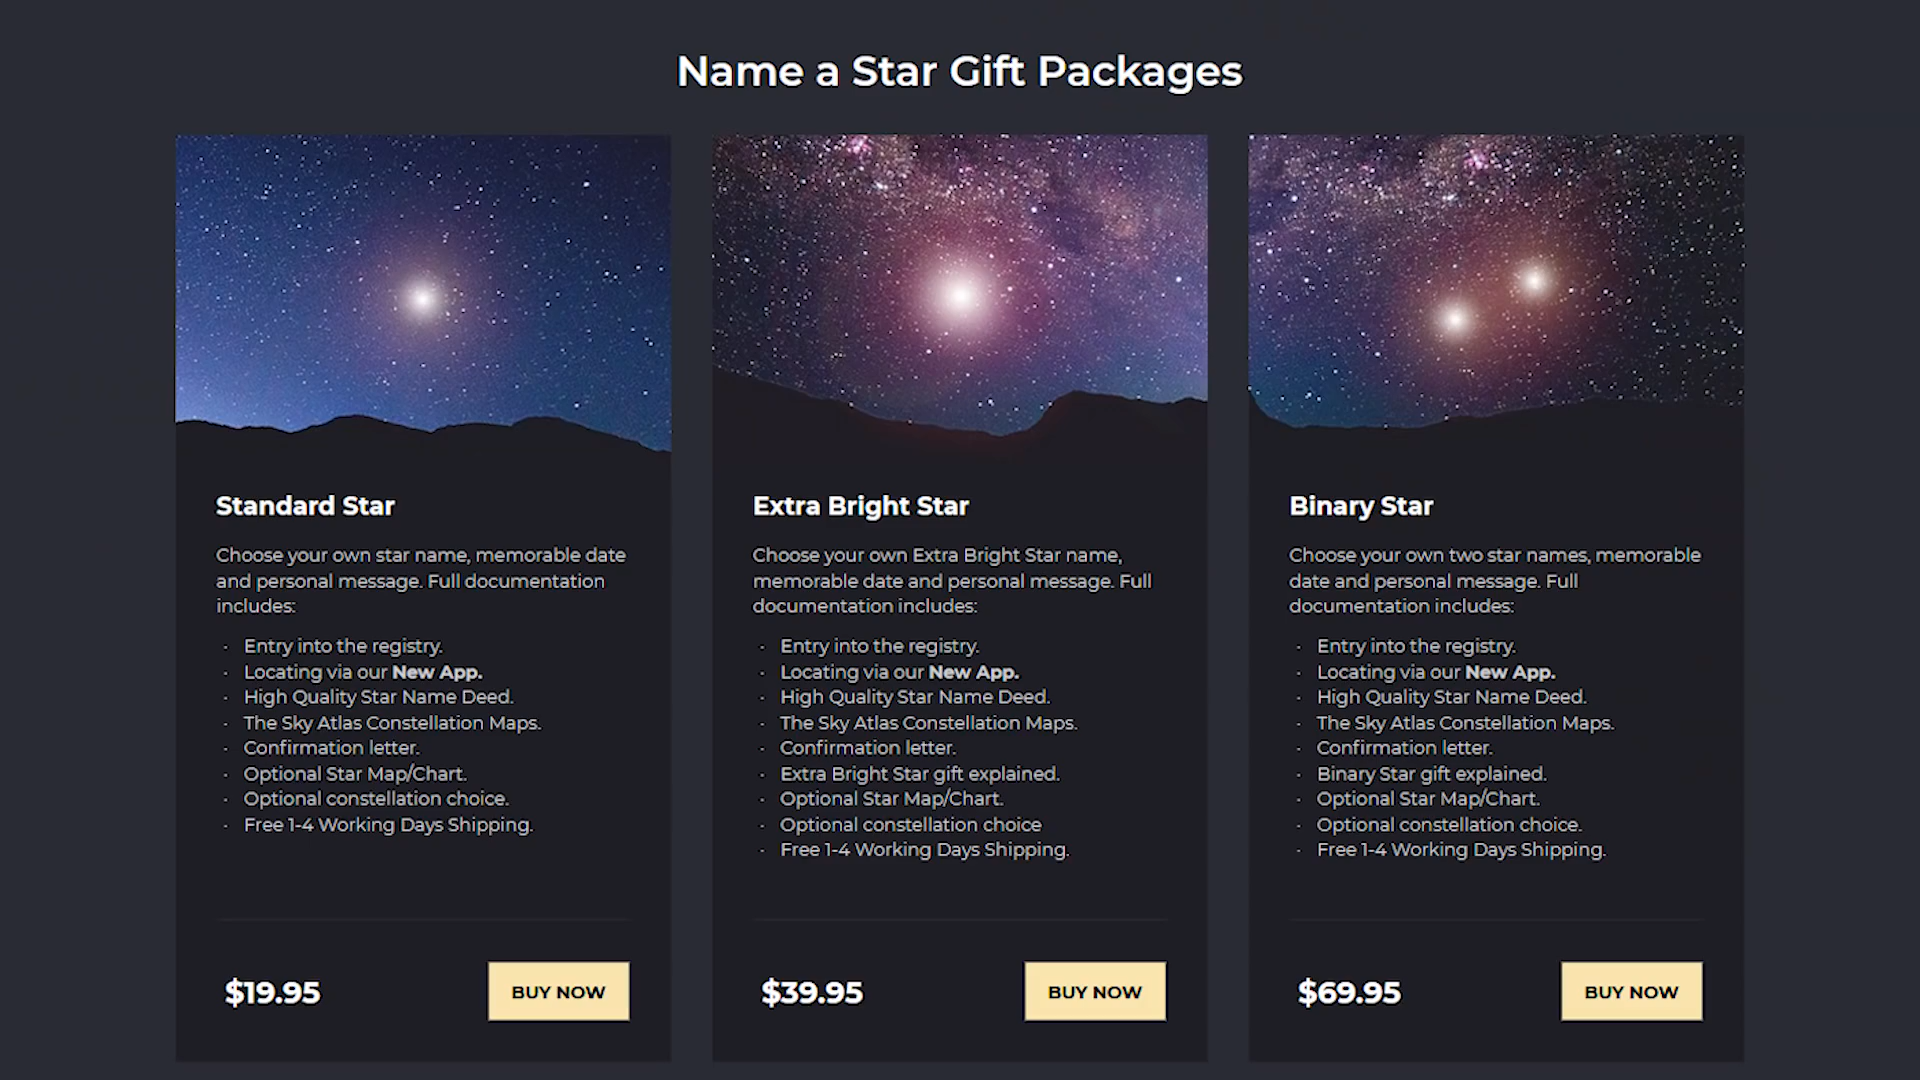 Name a Star Gift Packages
Standard Star
Choose your own star name, memorable date
and personal message. Full documentation
includes:
· Entry into the registry.
· Locating via our New App.
· High Quality Star Name Deed.
· The Sky Atlas Constellation Maps.
· Confirmation letter.
· Optional Star Map/Chart.
· Optional constellation choice.
· Free 1-4 Working Days Shipping.
$19.95
BUY NOW
Extra Bright Star
Choose your own Extra Bright Star name,
memorable date and personal message. Full
documentation includes:
· Entry into the registry.
· Locating via our New App.
· High Quality Star Name Deed.
· The Sky Atlas Constellation Maps.
· Confirmation letter.
· Extra Bright Star gift explained.
· Optional Star Map/Chart.
· Optional constellation choice
· Free 1-4 Working Days Shipping.
$39.95
BUY NOW
Binary Star
Choose your own two star names, memorable
date and personal message. Full
documentation includes:
· Entry into the registry.
· Locating via our New App.
· High Quality Star Name Deed.
· The Sky Atlas Constellation Maps.
· Confirmation letter.
· Binary Star gift explained.
· Optional Star Map/Chart.
· Optional constellation choice.
· Free 1-4 Working Days Shipping.
$69.95
BUY NOW